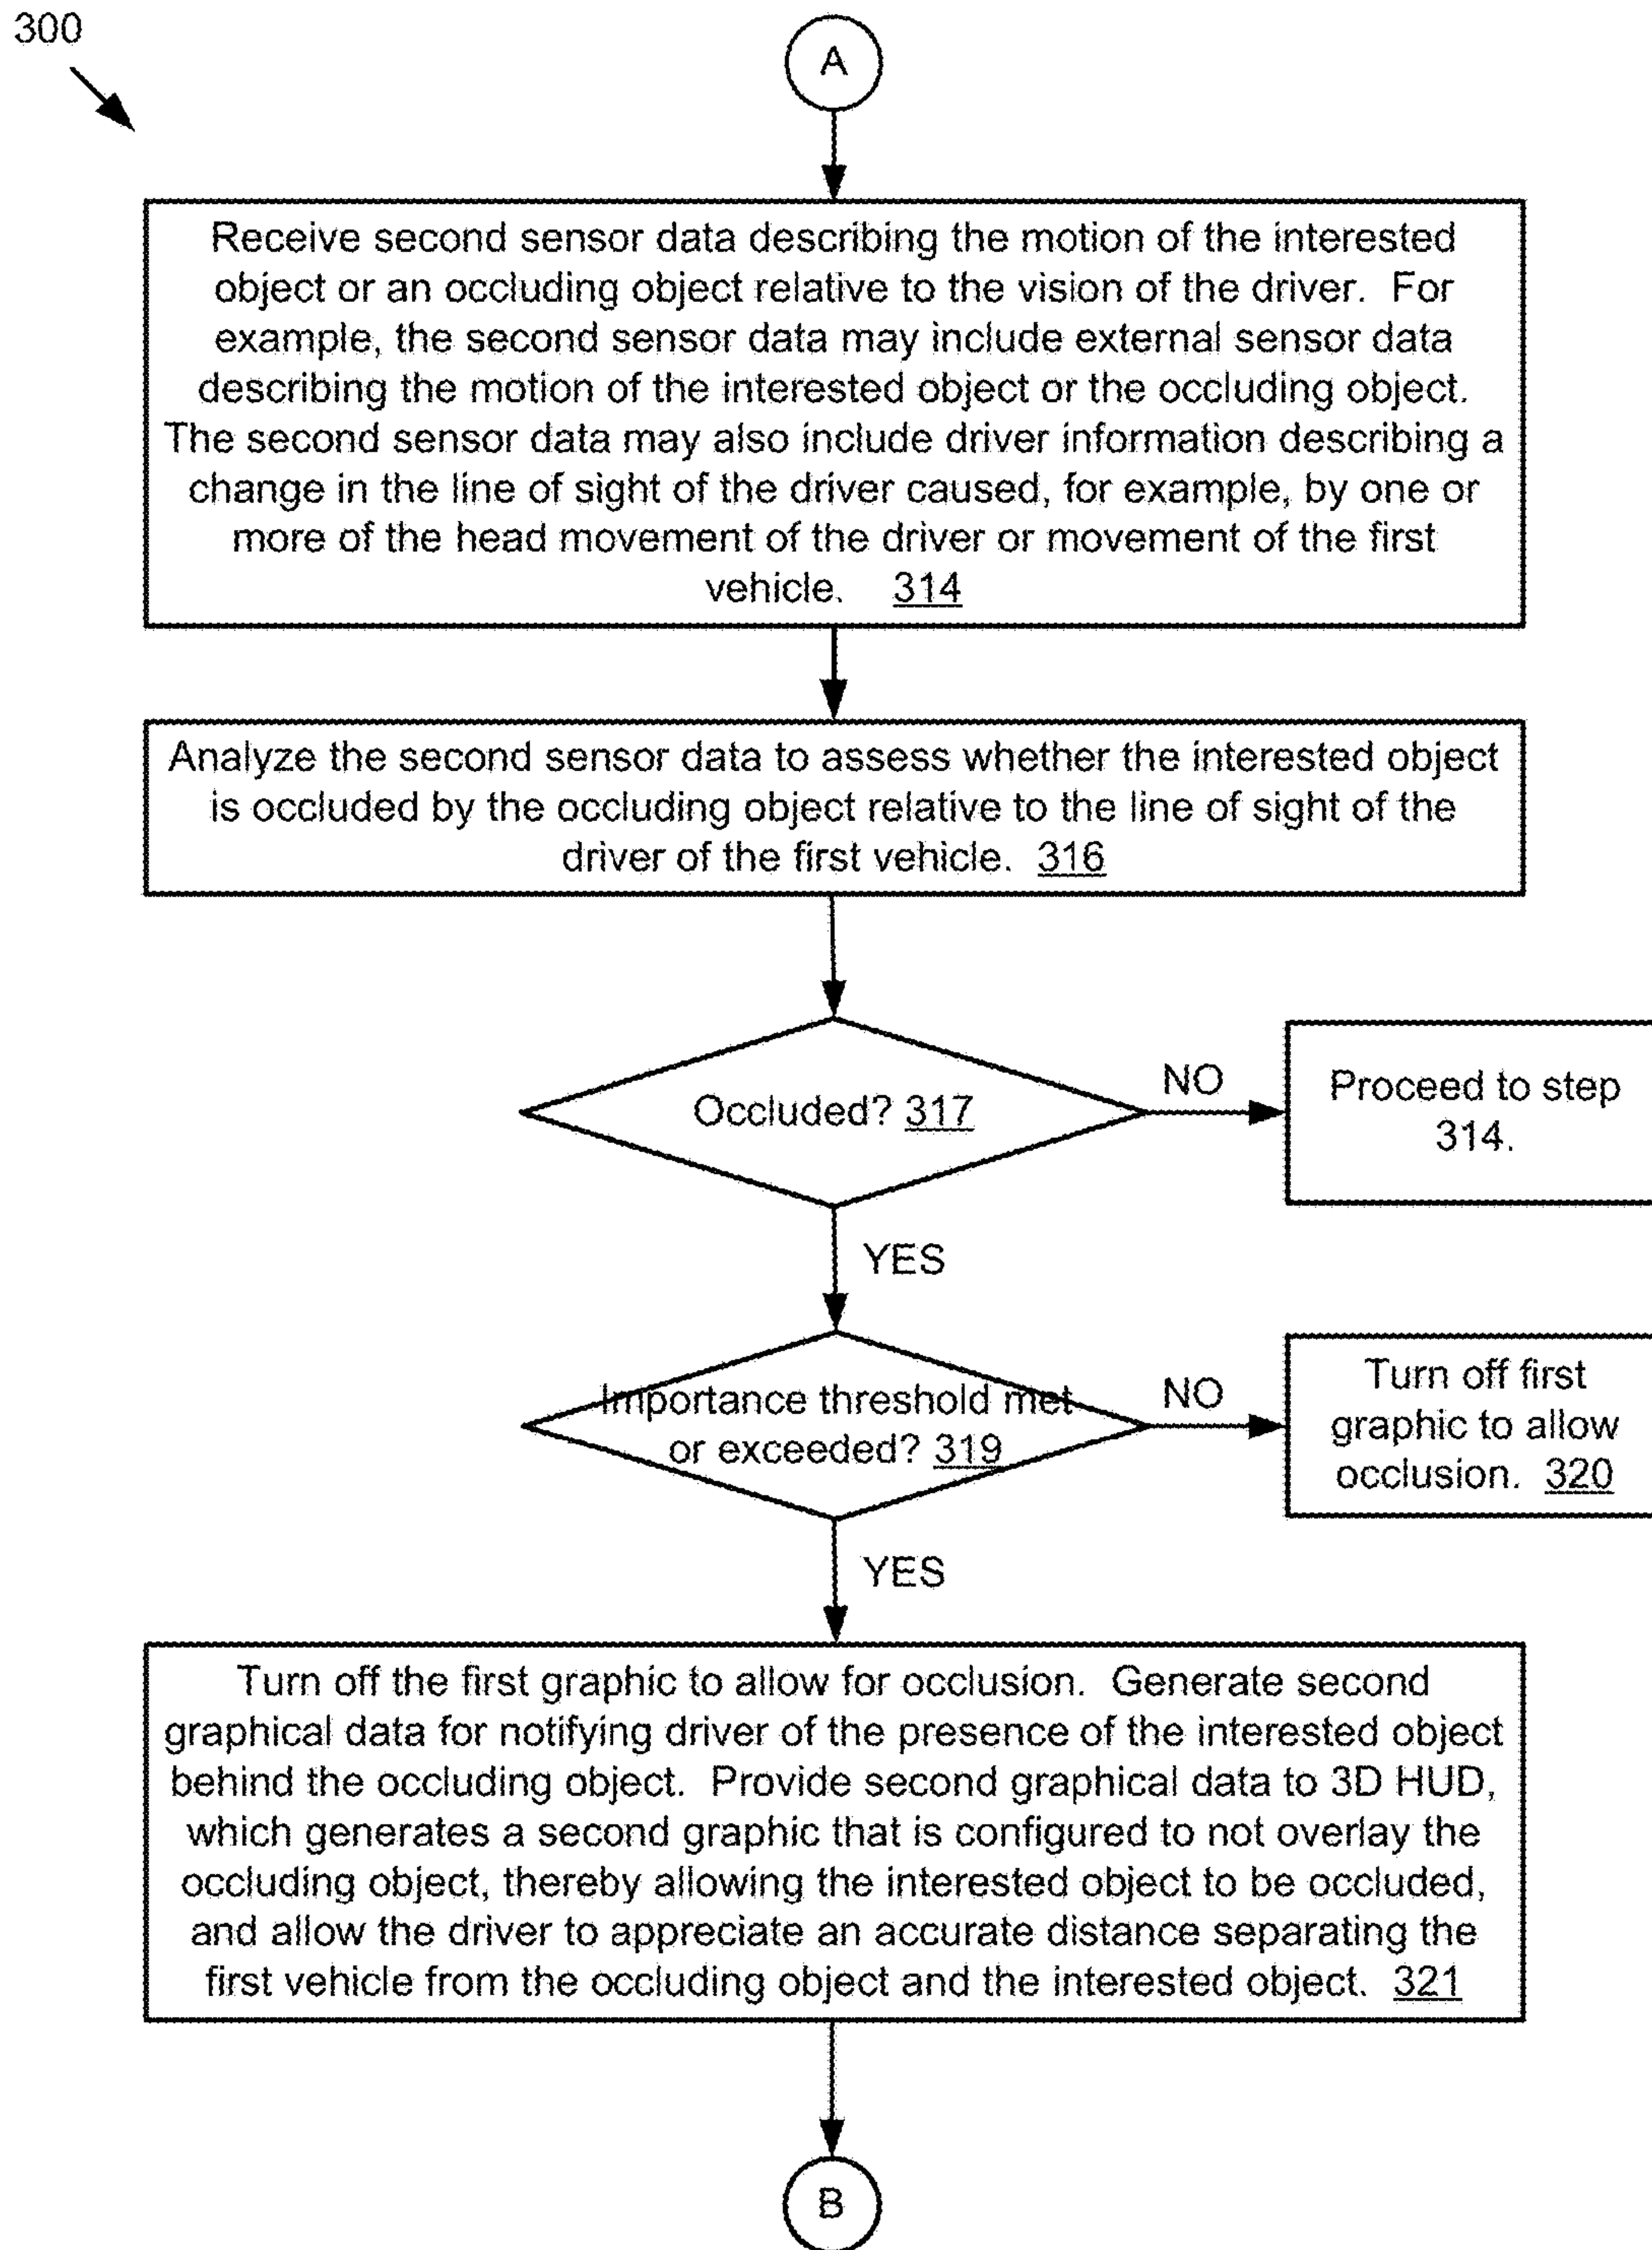 300
A
Receive second sensor data describing the motion of the interested
object or an occluding object relative to the vision of the driver. For
example, the second sensor data may include external sensor data
describing the motion of the interested object or the occluding object.
The second sensor data may also include driver information describing a
change in the line of sight of the driver caused, for example, by one or
more of the head movement of the driver or movement of the first
vehicle. 314
Analyze the second sensor data to assess whether the interested object
is occluded by the occluding object relative to the line of sight of the
driver of the first vehicle. 316
Occluded? 317
NO
Proceed to step
314.
YES
Importance threshold met
or exceeded? 319
NO
Turn off first
graphic to allow
occlusion. 320
YES
Turn off the first graphic to allow for occlusion. Generate second
graphical data for notifying driver of the presence of the interested object
behind the occluding object. Provide second graphical data to 3D HUD,
which generates a second graphic that is configured to not overlay the
occluding object, thereby allowing the interested object to be occluded,
and allow the driver to appreciate an accurate distance separating the
first vehicle from the occluding object and the interested object. 321
B